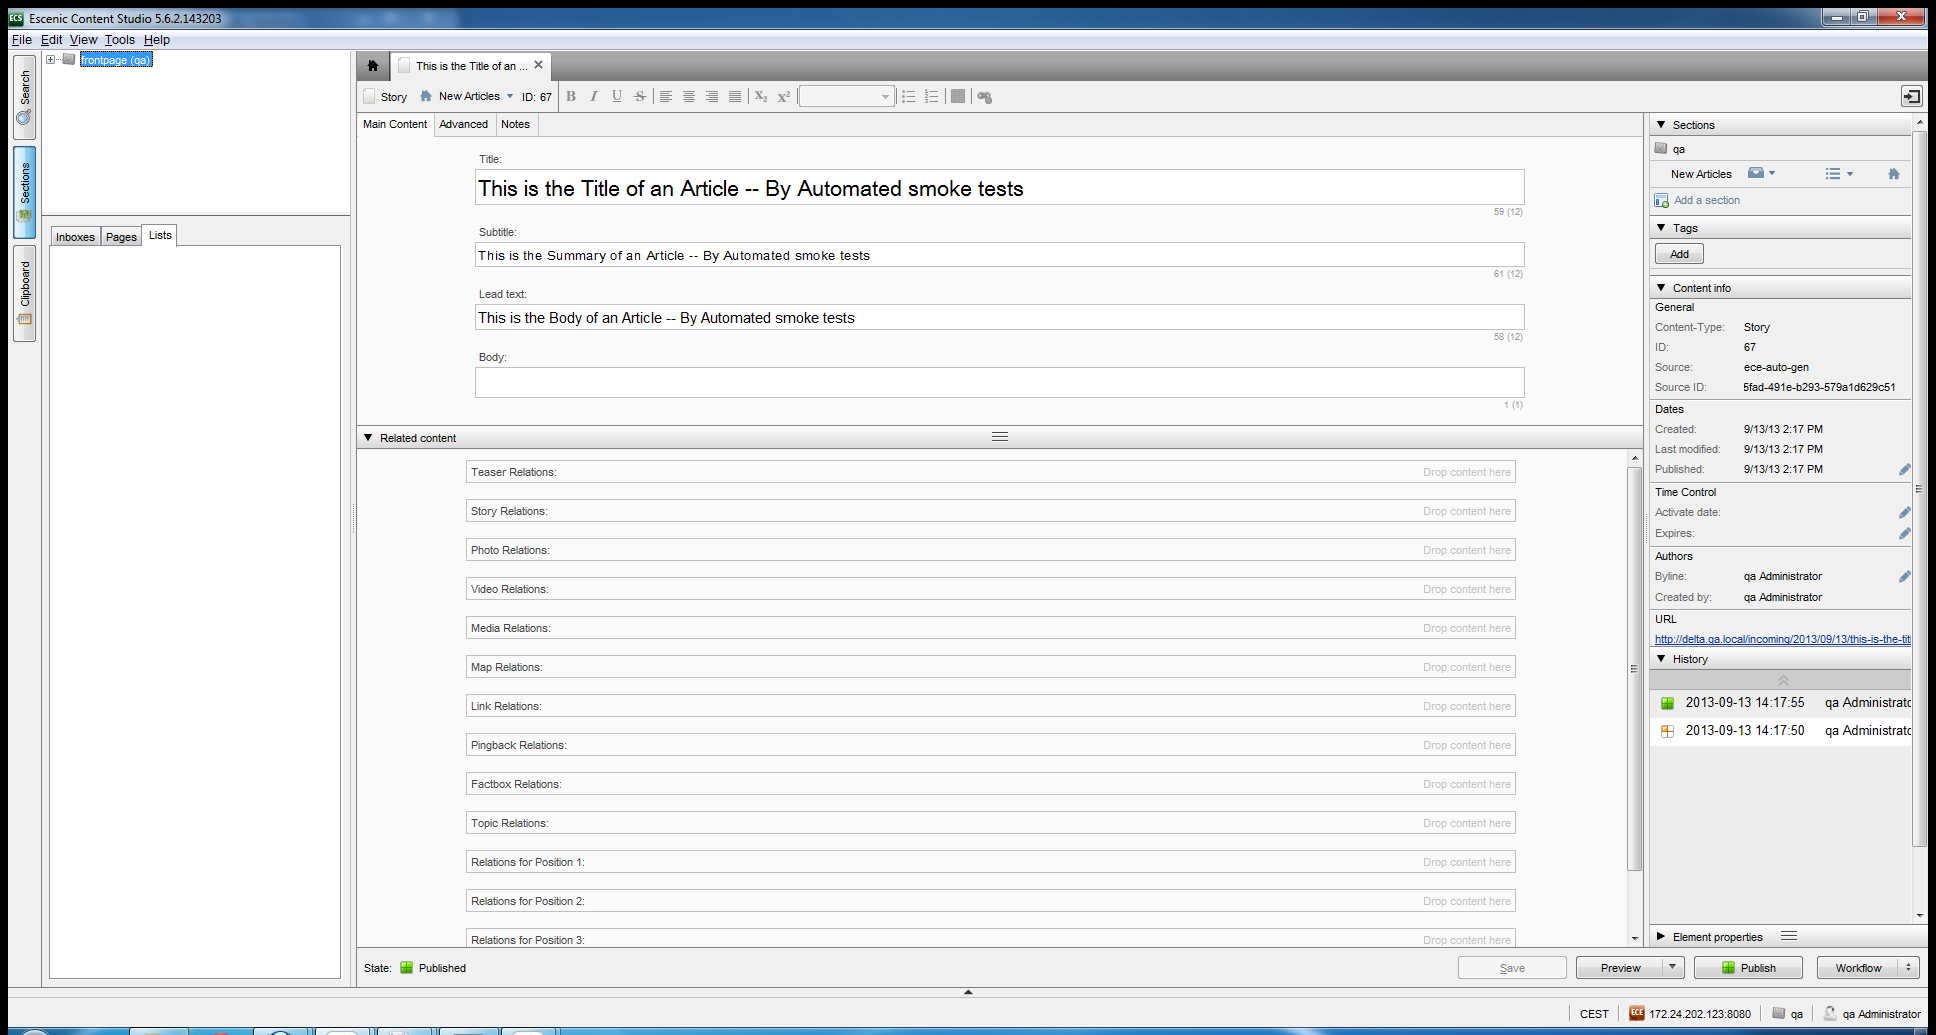 Escenic Content Studio 5.6.2.143203
File Edit View Tools Help
Search
Sections
Clipboard
frontpage (qa)
Inboxes Pages Lists
This is the Title of an ...
Story New Articles ID: 67 B I U S X2 X2
Main Content Advanced Notes
Title:
This is the Title of an Article -- By Automated smoke tests
59 (12)
Subtitle:
This is the Summary of an Article -- By Automated smoke tests
61 (12)
Lead text:
This is the Body of an Article -- By Automated smoke tests
58 (12)
Body:
1 (1)
Related content
Teaser Relations: Drop content here
Story Relations: Drop content here
Photo Relations: Drop content here
Video Relations: Drop content here
Media Relations: Drop content here
Map Relations: Drop content here
Link Relations: Drop content here
Pingback Relations: Drop content here
Factbox Relations: Drop content here
Topic Relations: Drop content here
Relations for Position 1: Drop content here
Relations for Position 2: Drop content here
Relations for Position 3: Drop content here
State: Published
Save Preview Publish Workflow
Sections
qa
New Articles
Add a section
Tags
Add
Content info
General
Content-Type: Story
ID: 67
Source: ece-auto-gen
Source ID: 5fad-491e-b293-579a1d629c51
Dates
Created: 9/13/13 2:17 PM
Last modified: 9/13/13 2:17 PM
Published: 9/13/13 2:17 PM
Time Control
Activate date:
Expires:
Authors
Byline: qa Administrator
Created by: qa Administrator
URL
http://delta.qa.local/incoming/2013/09/13/this-is-the-tit
History
2013-09-13 14:17:55 qa Administratc
2013-09-13 14:17:50 qa Administratc
Element properties
CEST ECE 172.24.202.123:8080 qa qa Administrator